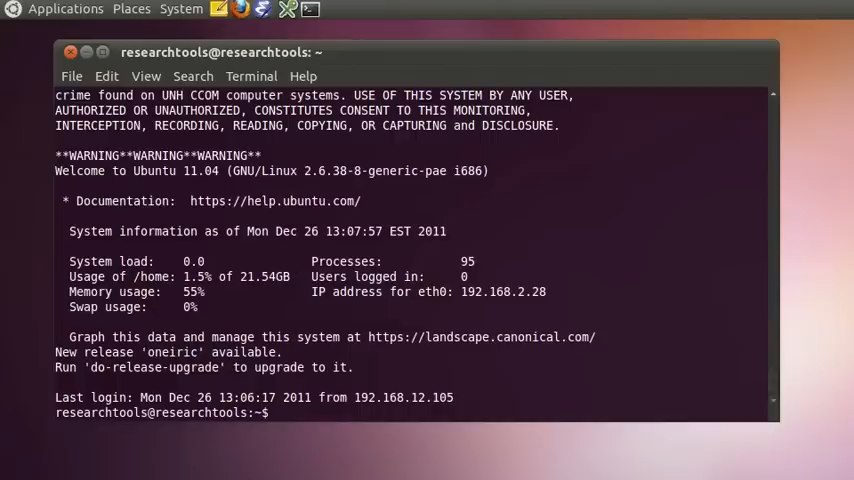 Applications Places System
researchtools@researchtools: ~
File Edit View Search Terminal Help
crime found on UNH CCOM computer systems. USE OF THIS SYSTEM BY ANY USER,
AUTHORIZED OR UNAUTHORIZED, CONSTITUTES CONSENT TO THIS MONITORING,
INTERCEPTION, RECORDING, READING, COPYING, OR CAPTURING and DISCLOSURE.
**WARNING**WARNING**WARNING**
Welcome to Ubuntu 11.04 (GNU/Linux 2.6.38-8-generic-pae i686)
* Documentation:  https://help.ubuntu.com/
System information as of Mon Dec 26 13:07:57 EST 2011
System load:    0.0               Processes:           95
Usage of /home: 1.5% of 21.54GB   Users logged in:     0
Memory usage:   55%               IP address for eth0: 192.168.2.28
Swap usage:     0%
Graph this data and manage this system at https://landscape.canonical.com/
New release 'oneiric' available.
Run 'do-release-upgrade' to upgrade to it.
Last login: Mon Dec 26 13:06:17 2011 from 192.168.12.105
researchtools@researchtools:~$